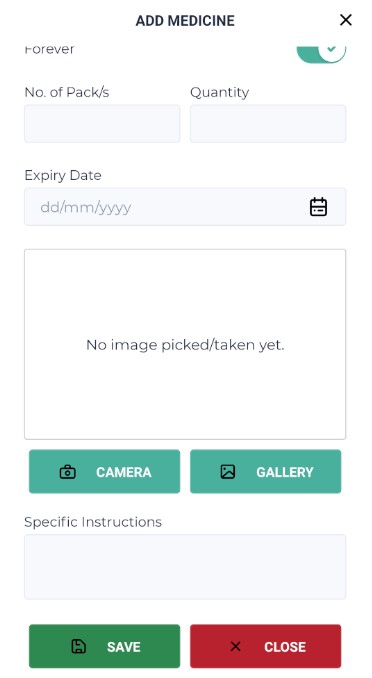 ADD MEDICINE
Forever
No. of Pack/s Quantity
Expiry Date
dd/mm/yyyy
No image picked/taken yet.
CAMERA GALLERY
Specific Instructions
SAVE CLOSE